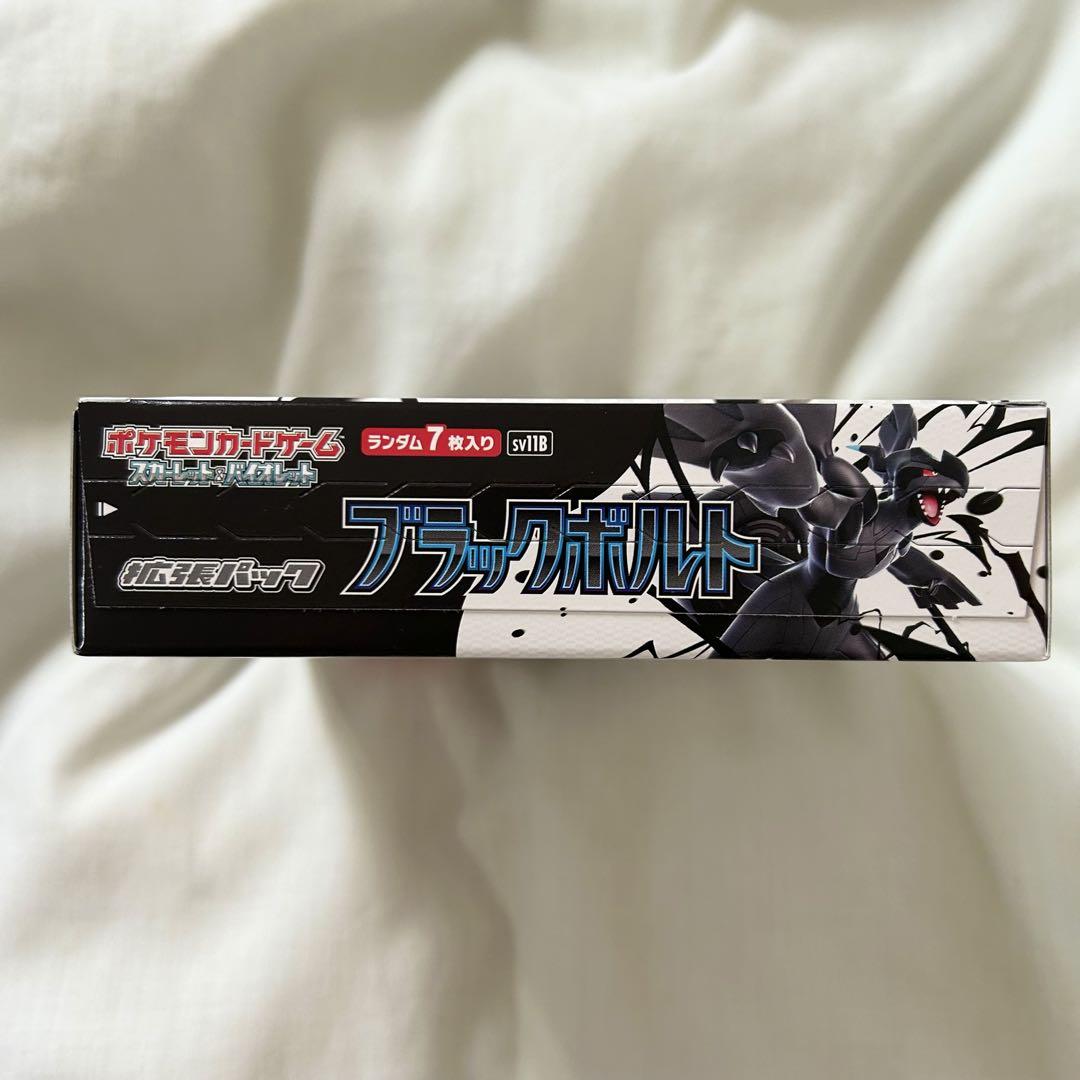 ポケモンカードゲーム
スカーレット&バイオレット
ランダム7枚入り
sv11B
拡張パック
ブラックボルト